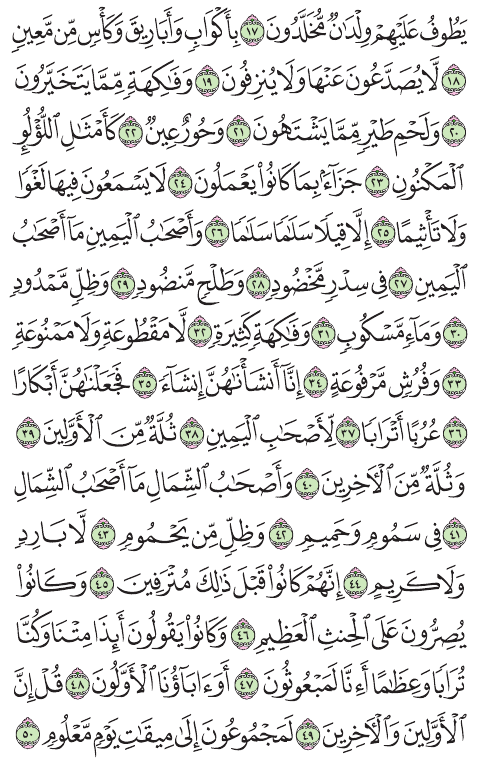 يَطُوفُ عَلَيْهِمْ وِلْدَٰنٌ مُّخَلَّدُونَ ١٧ بِأَكْوَابٍ وَأَبَارِيقَ وَكَأْسٍ مِّن مَّعِينٍ
١٨ لَّا يُصَدَّعُونَ عَنْهَا وَلَا يُنزِفُونَ ١٩ وَفَٰكِهَةٍ مِّمَّا يَتَخَيَّرُونَ
٢٠ وَلَحْمِ طَيْرٍ مِّمَّا يَشْتَهُونَ ٢١ وَحُورٌ عِينٌ ٢٢ كَأَمْثَٰلِ ٱللُّؤْلُؤِ
ٱلْمَكْنُونِ ٢٣ جَزَآءًۢ بِمَا كَانُوا۟ يَعْمَلُونَ ٢٤ لَا يَسْمَعُونَ فِيهَا لَغْوًا
وَلَا تَأْثِيمًا ٢٥ إِلَّا قِيلًا سَلَٰمًا سَلَٰمًا ٢٦ وَأَصْحَٰبُ ٱلْيَمِينِ مَآ أَصْحَٰبُ
ٱلْيَمِينِ ٢٧ فِى سِدْرٍ مَّخْضُودٍ ٢٨ وَطَلْحٍ مَّنضُودٍ ٢٩ وَظِلٍّ مَّمْدُودٍ
٣٠ وَمَآءٍ مَّسْكُوبٍ ٣١ وَفَٰكِهَةٍ كَثِيرَةٍ ٣٢ لَّا مَقْطُوعَةٍ وَلَا مَمْنُوعَةٍ
٣٣ وَفُرُشٍ مَّرْفُوعَةٍ ٣٤ إِنَّآ أَنشَأْنَٰهُنَّ إِنشَآءً ٣٥ فَجَعَلْنَٰهُنَّ أَبْكَارًا
٣٦ عُرُبًا أَتْرَابًا ٣٧ لِّأَصْحَٰبِ ٱلْيَمِينِ ٣٨ ثُلَّةٌ مِّنَ ٱلْأَوَّلِينَ ٣٩
وَثُلَّةٌ مِّنَ ٱلْءَاخِرِينَ ٤٠ وَأَصْحَٰبُ ٱلشِّمَالِ مَآ أَصْحَٰبُ ٱلشِّمَالِ
٤١ فِى سَمُومٍ وَحَمِيمٍ ٤٢ وَظِلٍّ مِّن يَحْمُومٍ ٤٣ لَّا بَارِدٍ
وَلَا كَرِيمٍ ٤٤ إِنَّهُمْ كَانُوا۟ قَبْلَ ذَٰلِكَ مُتْرَفِينَ ٤٥ وَكَانُوا۟
يُصِرُّونَ عَلَى ٱلْحِنثِ ٱلْعَظِيمِ ٤٦ وَكَانُوا۟ يَقُولُونَ أَئِذَا مِتْنَا وَكُنَّا
تُرَابًا وَعِظَٰمًا أَءِنَّا لَمَبْعُوثُونَ ٤٧ أَوَءَابَآؤُنَا ٱلْأَوَّلُونَ ٤٨ قُلْ إِنَّ
ٱلْأَوَّلِينَ وَٱلْءَاخِرِينَ ٤٩ لَمَجْمُوعُونَ إِلَىٰ مِيقَٰتِ يَوْمٍ مَّعْلُومٍ ٥٠